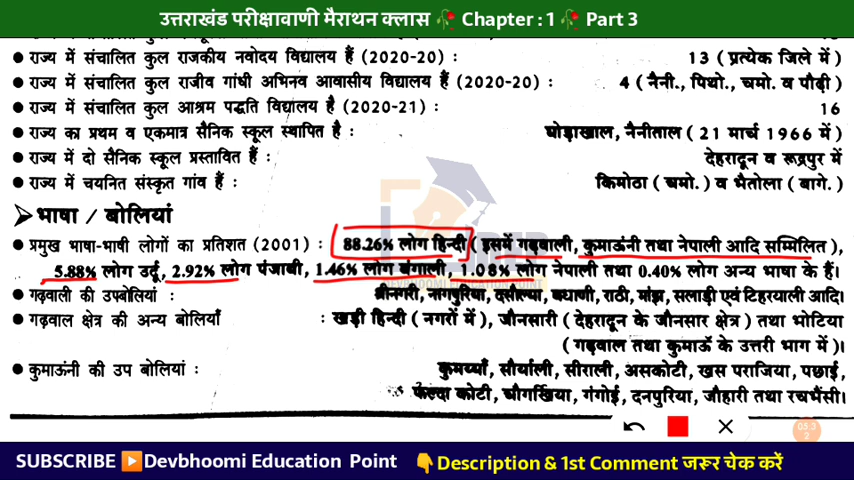 उत्तराखंड परीक्षावाणी मैराथन क्लास 🥀 Chapter : 1 🥀 Part 3
● राज्य में संचालित कुल राजकीय नवोदय विद्यालय हैं (2020-20) : 13 ( प्रत्येक जिले में )
● राज्य में संचालित कुल राजीव गांधी अभिनव आवासीय विद्यालय हैं (2020-20) : 4 ( नैनी., पिथो., चमो. व पौढ़ी )
● राज्य में संचालित कुल आश्रम पद्धति विद्यालय है (2020-21) : 16
● राज्य का प्रथम व एकमात्र सैनिक स्कूल स्थापित है : घोड़ाखाल, नैनीताल ( 21 मार्च 1966 में )
● राज्य में दो सैनिक स्कूल प्रस्तावित हैं : देहरादून व रूद्रपुर में
● राज्य में चयनित संस्कृत गांव हैं : किमोठा ( चमो. ) व भैतोला ( बागे. )
➢ भाषा / बोलियां
● प्रमुख भाषा-भाषी लोगों का प्रतिशत (2001) : 88.26% लोग हिन्दी ( इसमें गढ़वाली, कुमाऊंनी तथा नेपाली आदि सम्मिलित ),
5.88% लोग उर्दू, 2.92% लोग पंजाबी, 1.46% लोग बंगाली, 1.08% लोग नेपाली तथा 0.40% लोग अन्य भाषा के हैं।
● गढ़वाली की उपबोलियां : श्रीनगरी, नागपुरिया, दसौल्या, बधाणी, राठी, मांझ, सलाड़ी एवं टिहरयाली आदि।
● गढ़वाल क्षेत्र की अन्य बोलियाँ : खड़ी हिन्दी ( नगरों में ), जौनसारी ( देहरादून के जौनसार क्षेत्र ) तथा भोटिया
( गढ़वाल तथा कुमाऊँ के उत्तरी भाग में )।
● कुमाऊंनी की उप बोलियां : कुमय्याँ, सौर्याली, सीराली, असकोटी, खस पराजिया, पछाई,
फल्दा कोटी, चौगर्खिया, गंगोई, दनपुरिया, जौहारी तथा रचभैंसी।
05:3
2
SUBSCRIBE ▶️Devbhoomi Education Point 👇Description & 1st Comment जरूर चेक करें